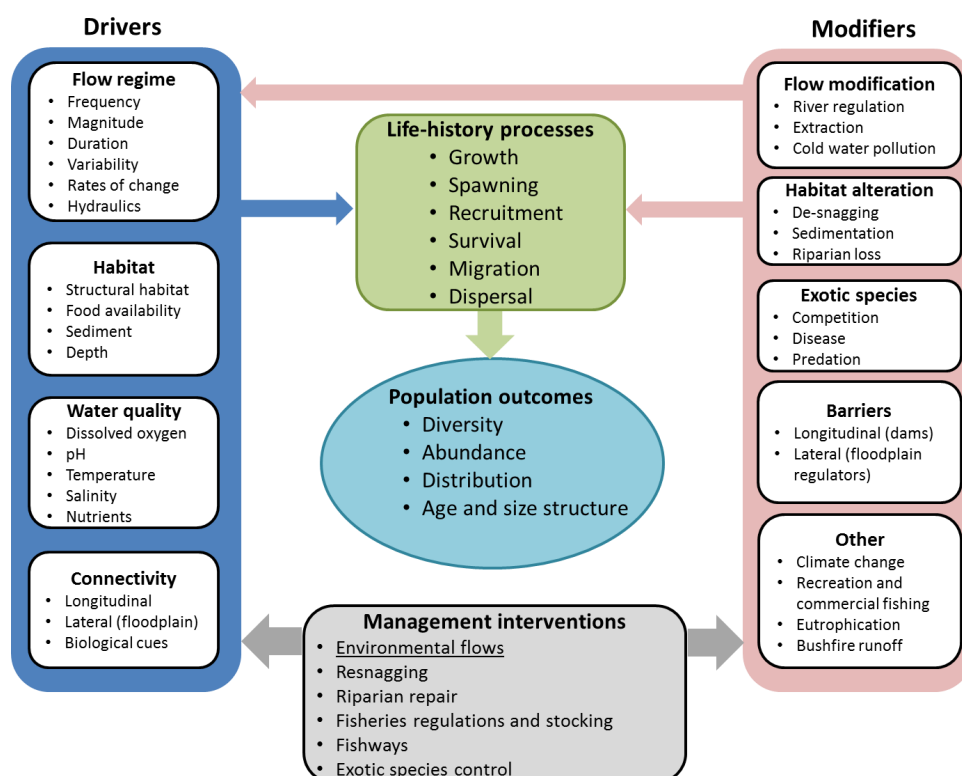 Drivers
Flow regime
• Frequency
• Magnitude
• Duration
• Variability
• Rates of change
• Hydraulics
Habitat
• Structural habitat
• Food availability
• Sediment
• Depth
Water quality
• Dissolved oxygen
• pH
• Temperature
• Salinity
• Nutrients
Connectivity
• Longitudinal
• Lateral (floodplain)
• Biological cues
Life-history processes
• Growth
• Spawning
• Recruitment
• Survival
• Migration
• Dispersal
Population outcomes
• Diversity
• Abundance
• Distribution
• Age and size structure
Management interventions
• Environmental flows
• Resnagging
• Riparian repair
• Fisheries regulations and stocking
• Fishways
• Exotic species control
Modifiers
Flow modification
• River regulation
• Extraction
• Cold water pollution
Habitat alteration
• De-snagging
• Sedimentation
• Riparian loss
Exotic species
• Competition
• Disease
• Predation
Barriers
• Longitudinal (dams)
• Lateral (floodplain
regulators)
Other
• Climate change
• Recreation and
commercial fishing
• Eutrophication
• Bushfire runoff